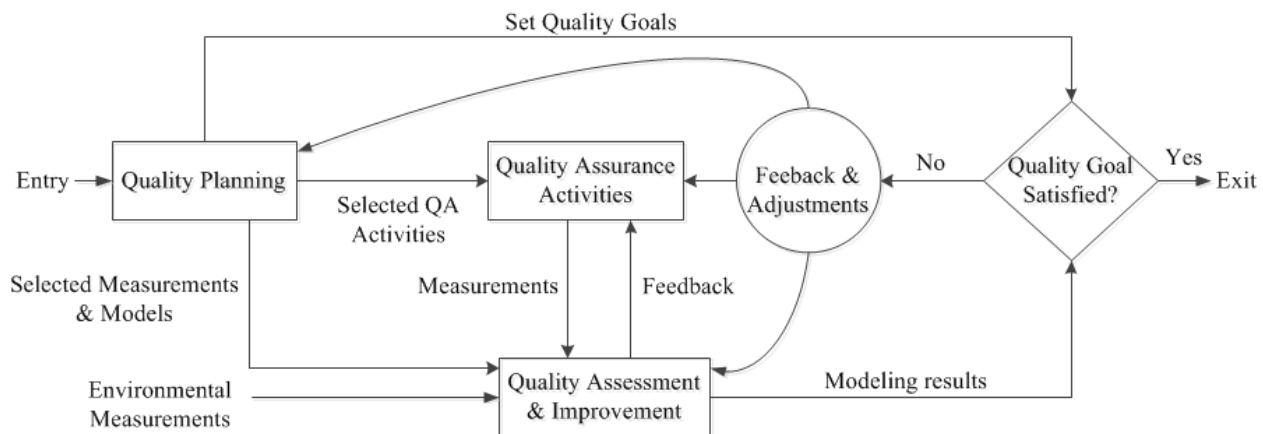 Set Quality Goals
Entry
Quality Planning
Quality Assurance
Activities
Feeback &
Adjustments
No
Quality Goal
Satisfied?
Yes
Exit
Selected QA
Activities
Selected Measurements
& Models
Measurements
Feedback
Environmental
Measurements
Quality Assessment
& Improvement
Modeling results